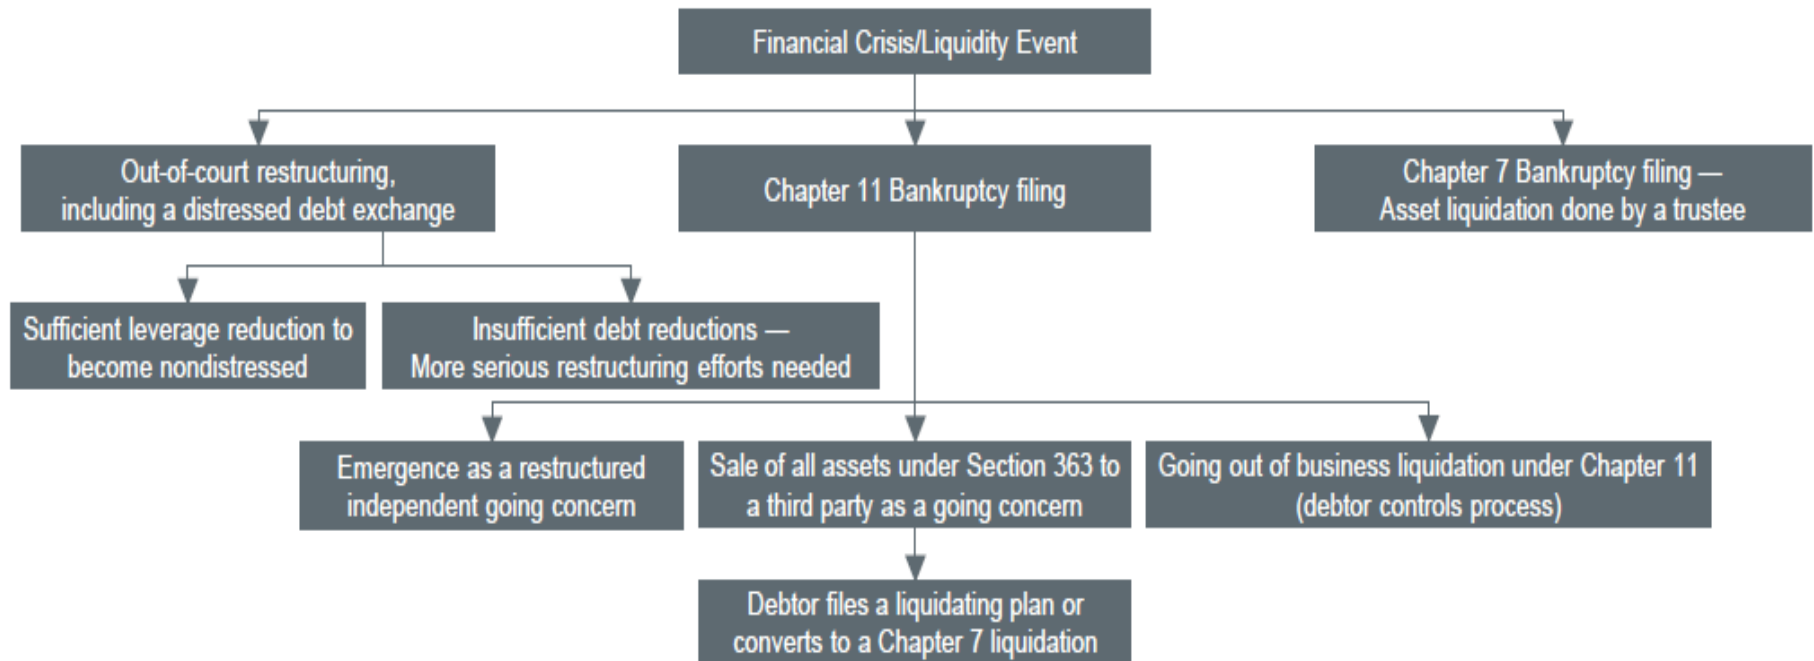 Financial Crisis/Liquidity Event
Out-of-court restructuring,
including a distressed debt exchange
Chapter 11 Bankruptcy filing
Chapter 7 Bankruptcy filing —
Asset liquidation done by a trustee
Sufficient leverage reduction to
become nondistressed
Insufficient debt reductions —
More serious restructuring efforts needed
Emergence as a restructured
independent going concern
Sale of all assets under Section 363 to
a third party as a going concern
Going out of business liquidation under Chapter 11
(debtor controls process)
Debtor files a liquidating plan or
converts to a Chapter 7 liquidation